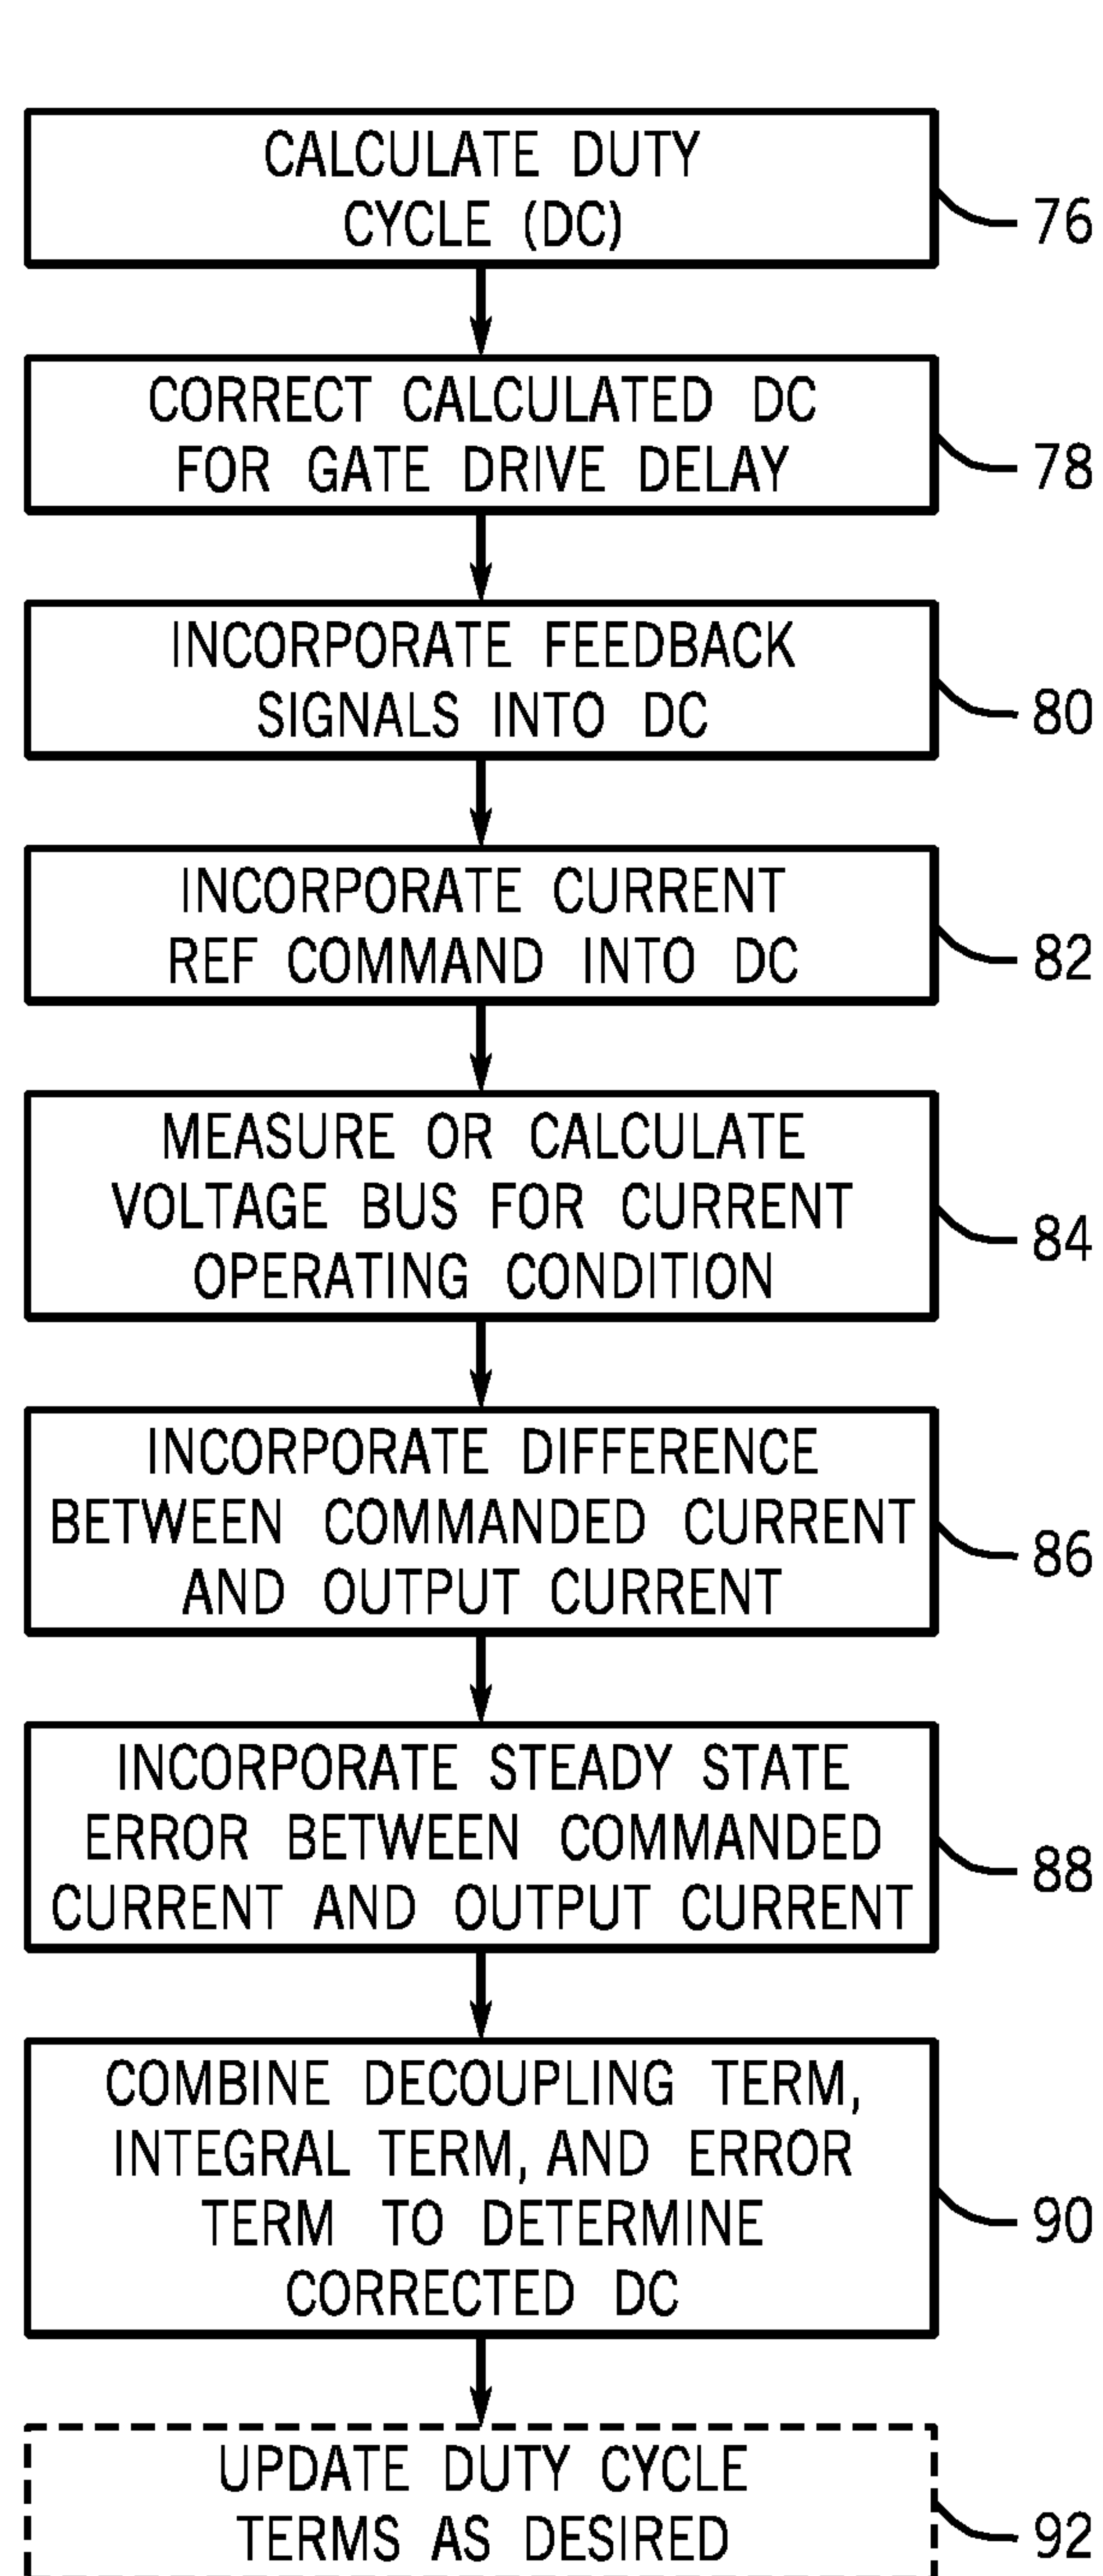 CALCULATE DUTY
CYCLE (DC)
76
CORRECT CALCULATED DC
FOR GATE DRIVE DELAY
78
INCORPORATE FEEDBACK
SIGNALS INTO DC
80
INCORPORATE CURRENT
REF COMMAND INTO DC
82
MEASURE OR CALCULATE
VOLTAGE BUS FOR CURRENT
OPERATING CONDITION
84
INCORPORATE DIFFERENCE
BETWEEN COMMANDED CURRENT
AND OUTPUT CURRENT
86
INCORPORATE STEADY STATE
ERROR BETWEEN COMMANDED
CURRENT AND OUTPUT CURRENT
88
COMBINE DECOUPLING TERM,
INTEGRAL TERM, AND ERROR
TERM TO DETERMINE
CORRECTED DC
90
UPDATE DUTY CYCLE
TERMS AS DESIRED
92